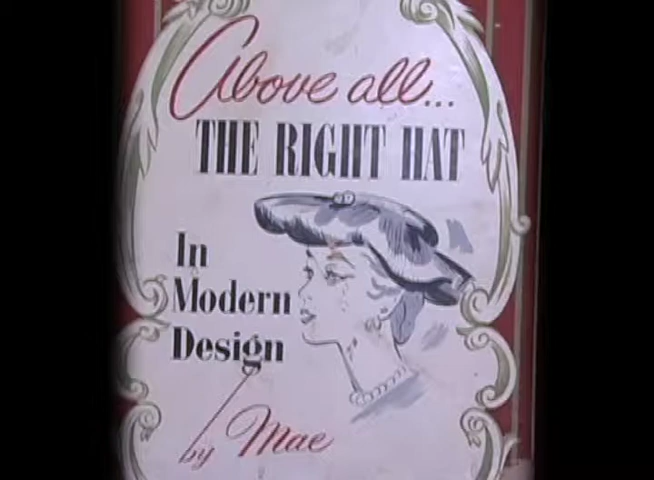 Above all...
THE RIGHT HAT
In
Modern
Design
by Mae